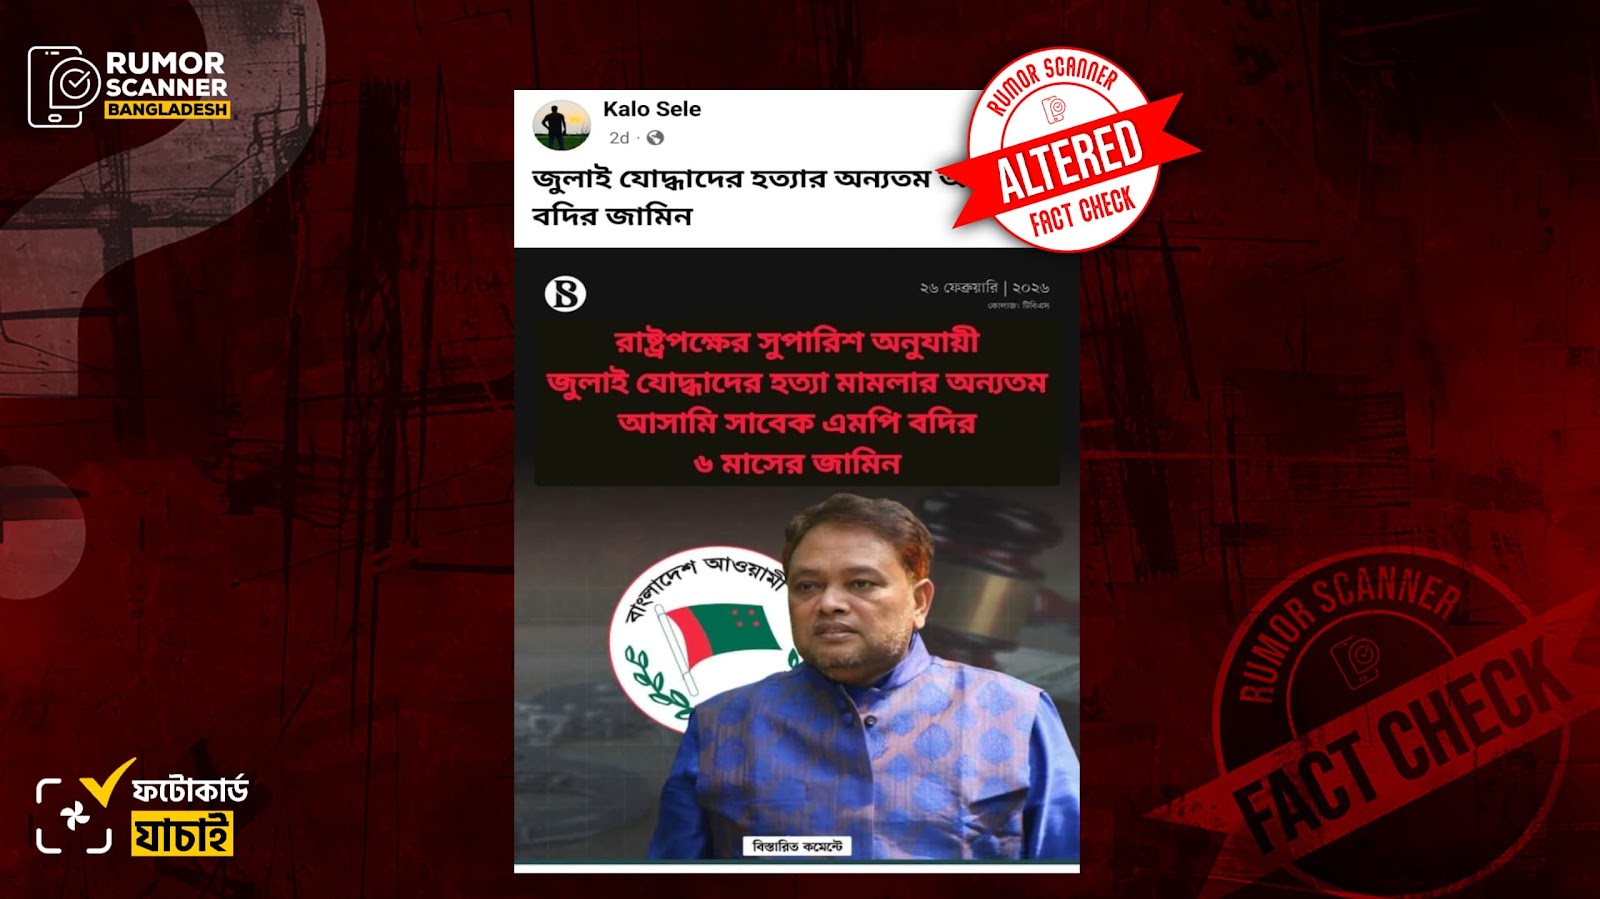 RUMOR
SCANNER
BANGLADESH
Kalo Sele
2d
জুলাই যোদ্ধাদের হত্যার অন্যতম
বদির জামিন
RUMOR SCANNER
ALTERED
FACT CHECK
২৬ ফেব্রুয়ারি | ২০২৬
কোলাজ: টিবিএস
রাষ্ট্রপক্ষের সুপারিশ অনুযায়ী
জুলাই যোদ্ধাদের হত্যা মামলার অন্যতম
আসামি সাবেক এমপি বদির
৬ মাসের জামিন
বাংলাদেশ আওয়ামী
বিস্তারিত কমেন্টে
ফটোকার্ড
যাচাই
RUMOR SCANNER
FACT CHECK